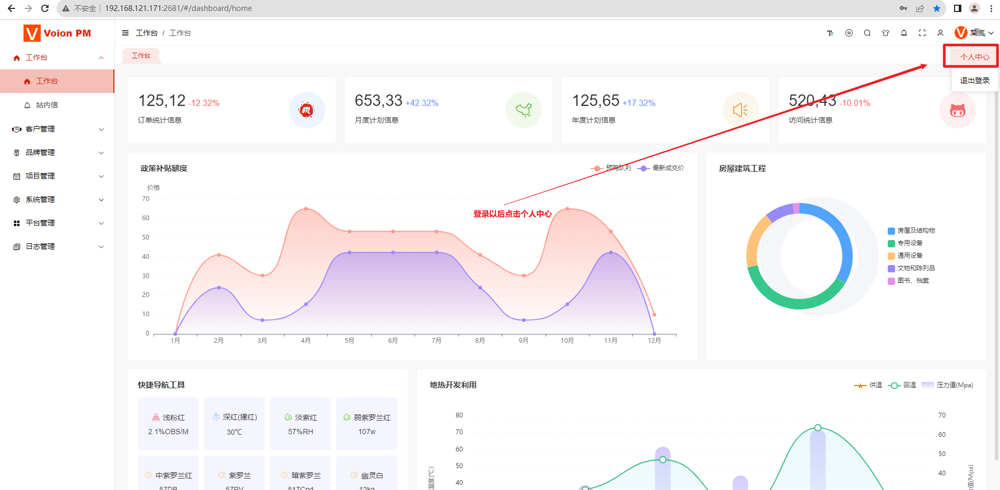 不安全 192.168.121.171:2681/#/dashboard/home
Voion PM
工作台 / 工作台
工作台
工作台
站内信
客户管理
品牌管理
项目管理
系统管理
平台管理
日志管理
工作台
个人中心
退出登录
125,12 -12.32%
订单统计信息
653,33 +42.32%
月度计划信息
125,65 +17.32%
年度计划信息
520,43 -10.01%
访问统计信息
政策补贴额度
预购队列 最新成交价
价格
70
60
50
40
30
20
10
0
1月 2月 3月 4月 5月 6月 7月 8月 9月 10月 11月 12月
登录以后点击个人中心
房屋建筑工程
房屋及结构物
专用设备
通用设备
文物和陈列品
图书、档案
快捷导航工具
浅粉红
2.1%OBS/M
深红(猩红)
30℃
淡紫红
57%RH
弱紫罗兰红
107w
中紫罗兰红
57DB
紫罗兰
57PV
暗紫罗兰
517Cpd
幽灵白
12kg
地热开发利用
供温 回温 压力值(Mpa)
80
70
60
50
40
温度(℃)
70
60
50
40
力值(Mpa)